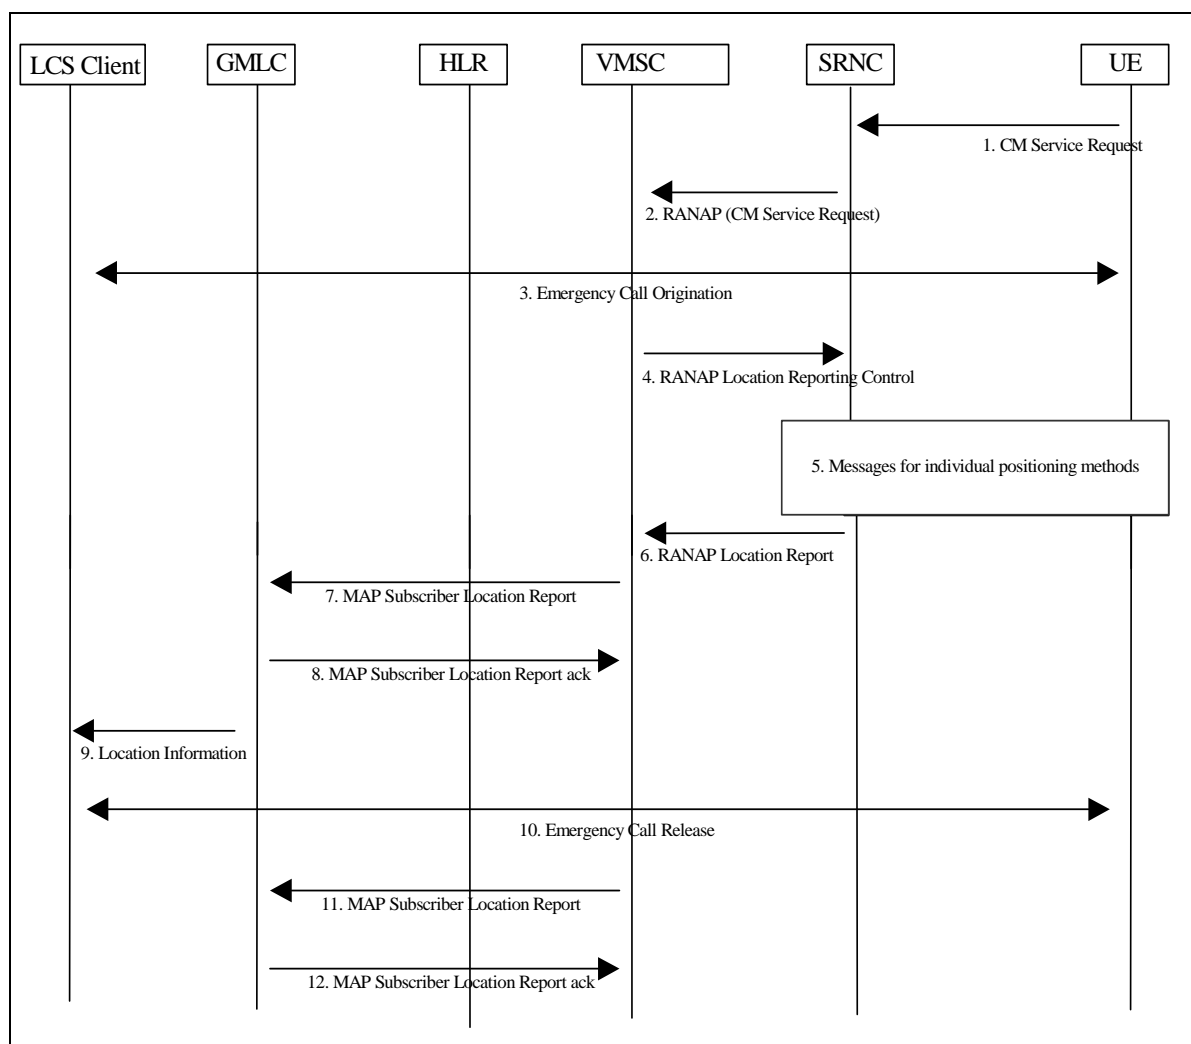 LCS Client
GMLC
HLR
VMSC
SRNC
UE
1. CM Service Request
2. RANAP (CM Service Request)
3. Emergency Call Origination
4. RANAP Location Reporting Control
5. Messages for individual positioning methods
6. RANAP Location Report
7. MAP Subscriber Location Report
8. MAP Subscriber Location Report ack
9. Location Information
10. Emergency Call Release
11. MAP Subscriber Location Report
12. MAP Subscriber Location Report ack